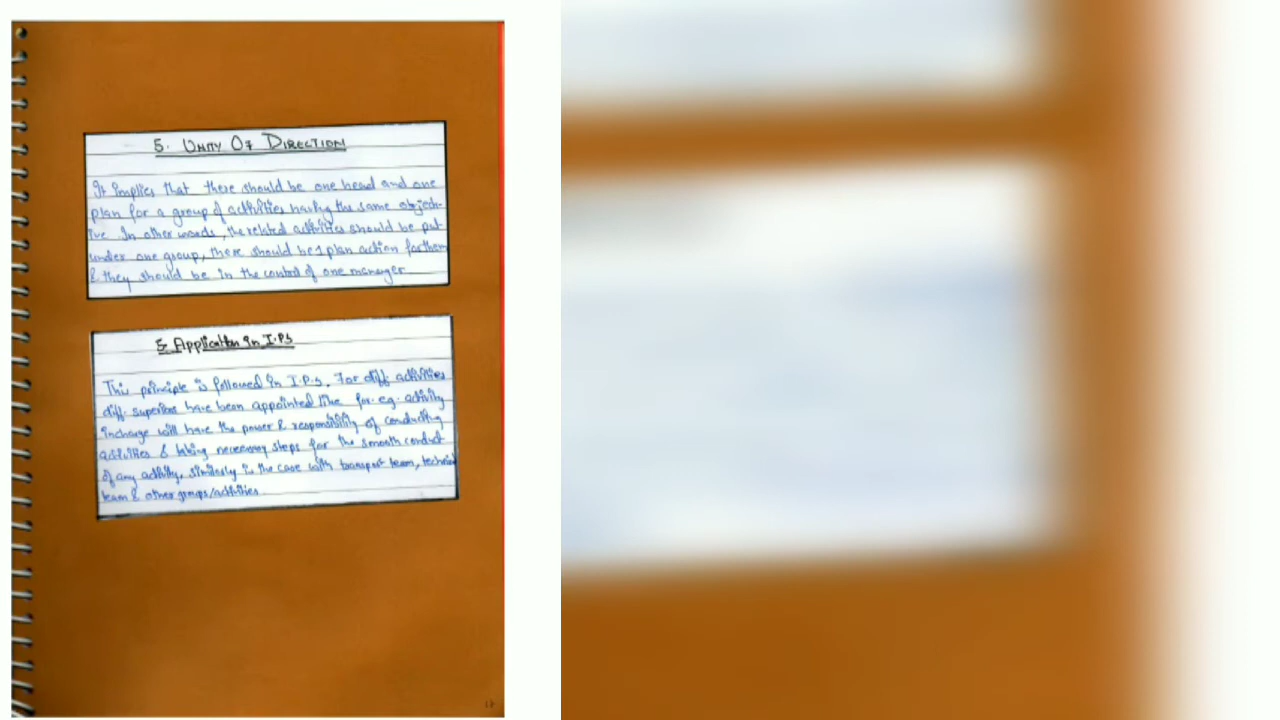 5. UNITY OF DIRECTION
It implies that there should be one head and one
plan for a group of activities having the same object-
ive. In other words, the related activities should be put
under one group, there should be 1 plan action for them
& they should be in the control of one manager
5. Application in I.P.S
This principle is followed in I.P.S. For diff. activities
diff. superiors have been appointed like for e.g. activity
incharge will have the power & responsibility of conducting
activities & taking necessary steps for the smooth conduct
of any activity, similarly is the case with transport team, technical
team & other groups/activities